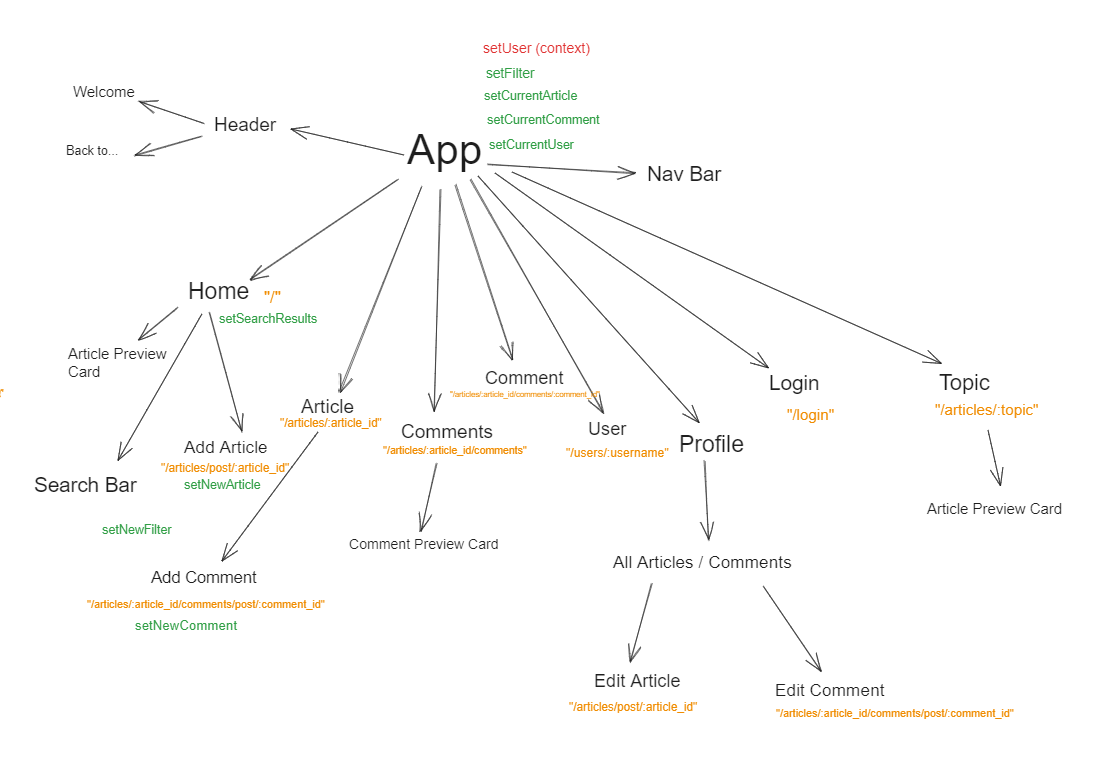 setUser (context)
setFilter
setCurrentArticle
setCurrentComment
setCurrentUser
Welcome
Header
Back to...
App
Nav Bar
Home
"/"
setSearchResults
Article Preview
Card
Article
"/articles/:article_id"
Comment
"/articles/:article_id/comments/:comment_id"
Login
"/login"
Topic
"/articles/:topic"
Add Article
"/articles/post/:article_id"
setNewArticle
Comments
"/articles/:article_id/comments"
User
"/users/:username"
Profile
Search Bar
setNewFilter
Comment Preview Card
Article Preview Card
Add Comment
"/articles/:article_id/comments/post/:comment_id"
setNewComment
All Articles / Comments
Edit Article
"/articles/post/:article_id"
Edit Comment
"/articles/:article_id/comments/post/:comment_id"